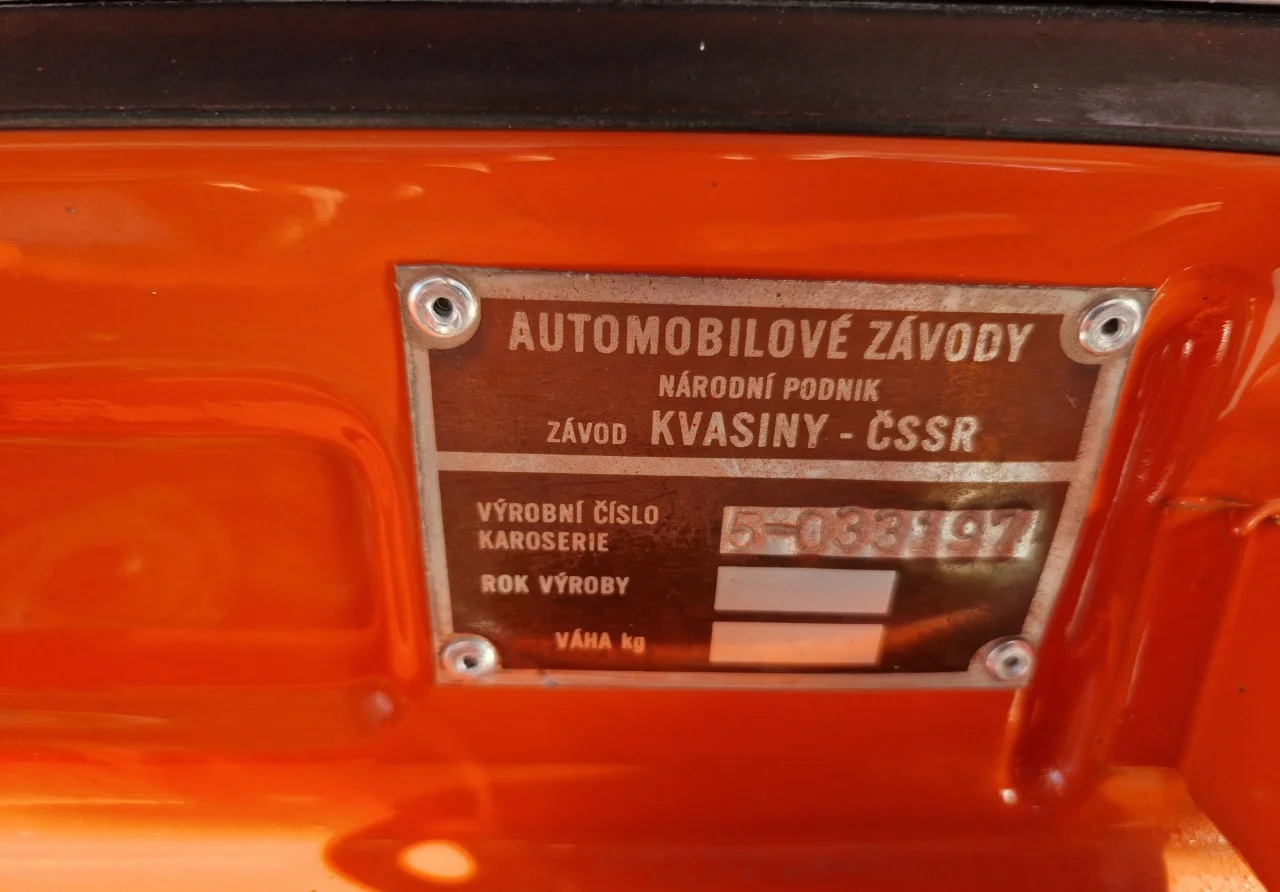 AUTOMOBILOVÉ ZÁVODY
NÁRODNÍ PODNIK
ZÁVOD KVASINY - ČSSR
VÝROBNÍ ČÍSLO
KAROSERIE 5-033197
ROK VÝROBY
VÁHA kg